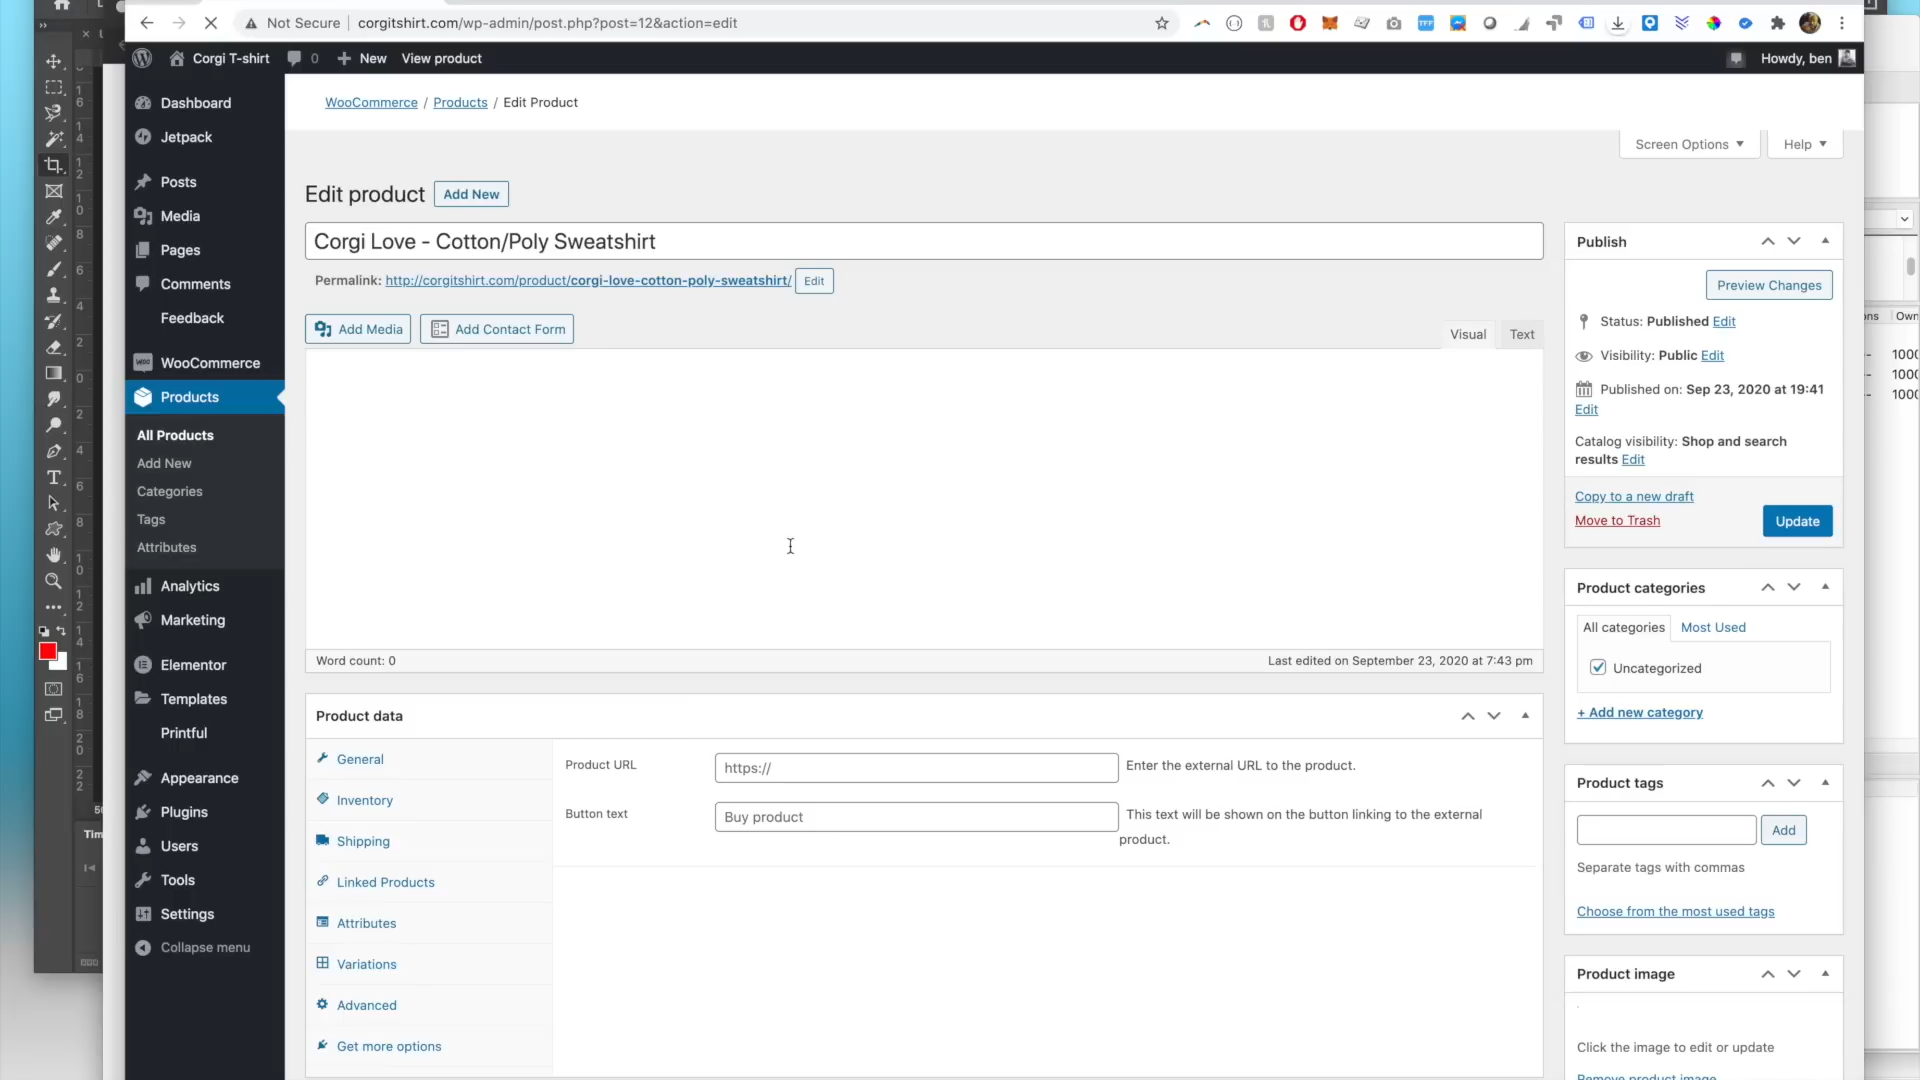 Not Secure | corgitshirt.com/wp-admin/post.php?post=12&action=edit
Corgi T-shirt 0 New View product Howdy, ben
Dashboard
Jetpack
Posts
Media
Pages
Comments
Feedback
WooCommerce
Products
All Products
Add New
Categories
Tags
Attributes
Analytics
Marketing
Elementor
Templates
Printful
Appearance
Plugins
Users
Tools
Settings
Collapse menu
WooCommerce / Products / Edit Product
Screen Options
Help
Edit product Add New
Corgi Love - Cotton/Poly Sweatshirt
Permalink: http://corgitshirt.com/product/corgi-love-cotton-poly-sweatshirt/ Edit
Add Media Add Contact Form
Visual Text
Word count: 0
Last edited on September 23, 2020 at 7:43 pm
Product data
General
Inventory
Shipping
Linked Products
Attributes
Variations
Advanced
Get more options
Product URL https:// Enter the external URL to the product.
Button text Buy product This text will be shown on the button linking to the external
product.
Publish
Preview Changes
Status: Published Edit
Visibility: Public Edit
Published on: Sep 23, 2020 at 19:41
Edit
Catalog visibility: Shop and search
results Edit
Copy to a new draft
Move to Trash
Update
Product categories
All categories Most Used
Uncategorized
+ Add new category
Product tags
Add
Separate tags with commas
Choose from the most used tags
Product image
Click the image to edit or update
Remove product image
Tim
ons Own
1000
1000
1000